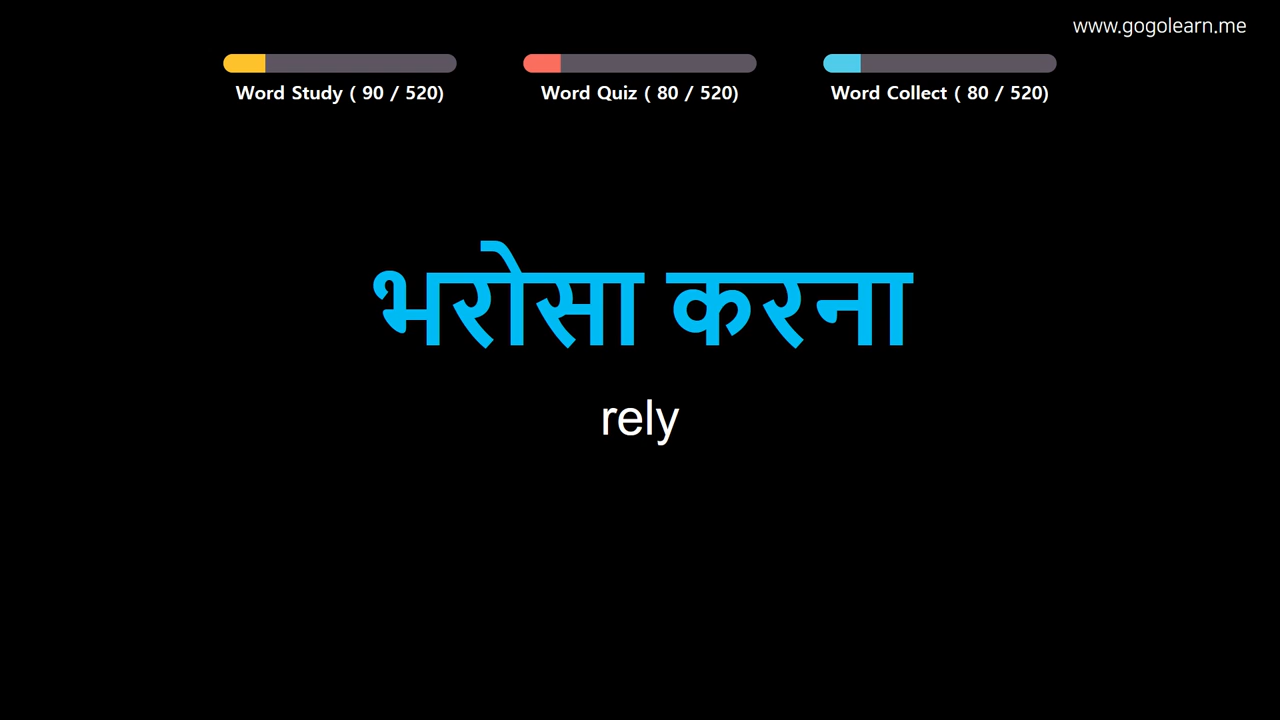 www.gogolearn.me
Word Study ( 90 / 520)
Word Quiz ( 80 / 520)
Word Collect ( 80 / 520)
भरोसा करना
rely